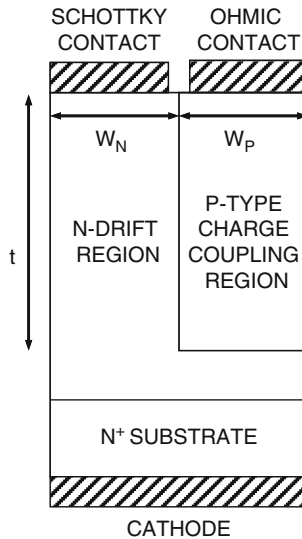 SCHOTTKY CONTACT
OHMIC CONTACT
W_N
W_P
t
N-DRIFT REGION
P-TYPE CHARGE COUPLING REGION
N⁺ SUBSTRATE
CATHODE